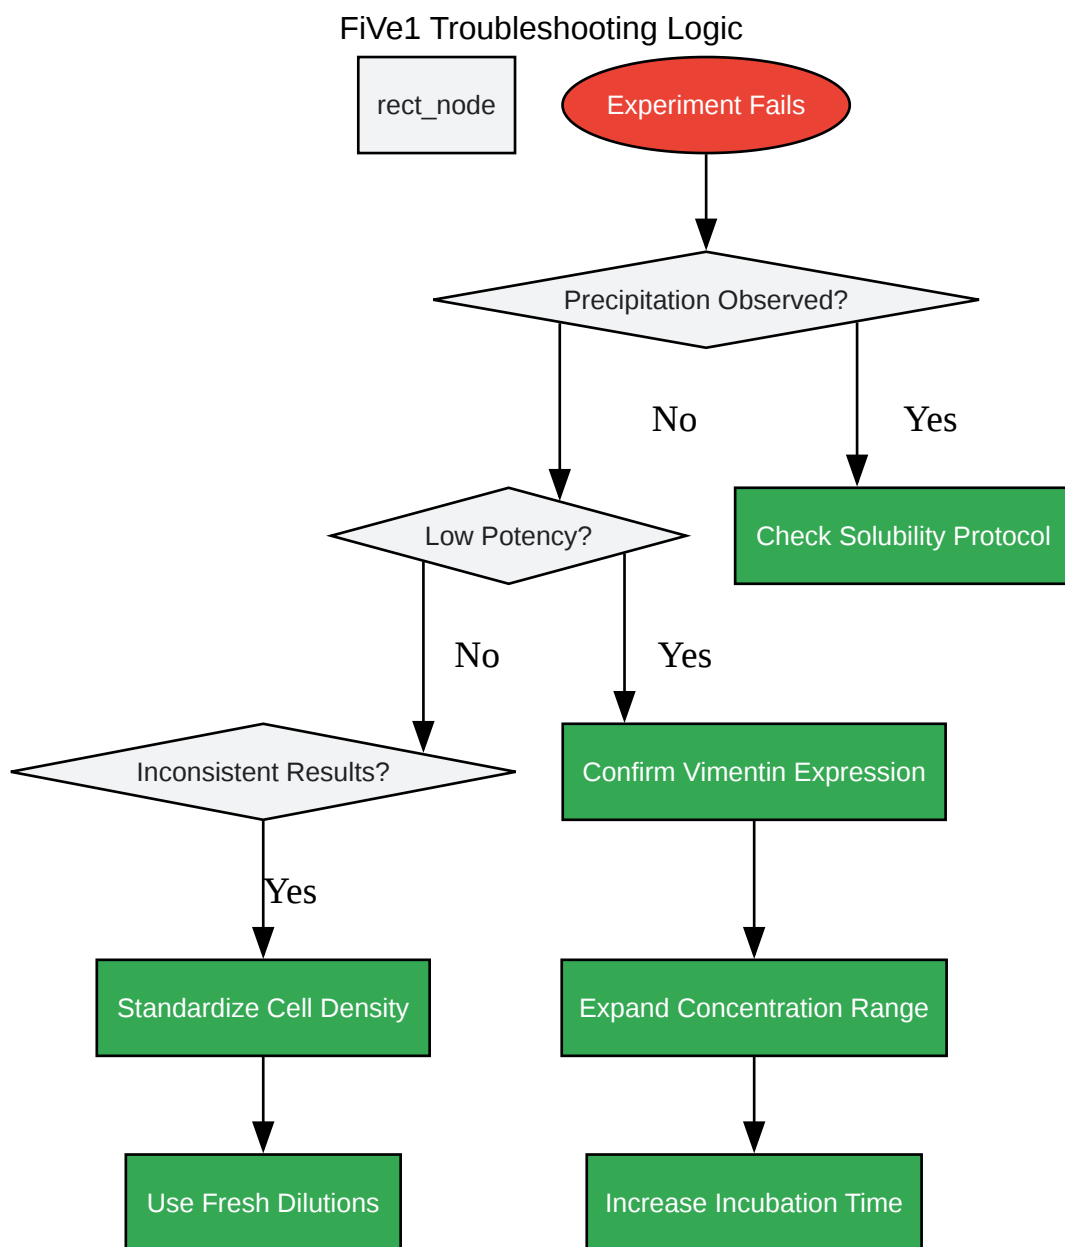 FiVe1 Troubleshooting Logic
rect_node
Experiment Fails
Precipitation Observed?
No
Yes
Low Potency?
Check Solubility Protocol
No
Yes
Inconsistent Results?
Confirm Vimentin Expression
Yes
Standardize Cell Density
Expand Concentration Range
Use Fresh Dilutions
Increase Incubation Time